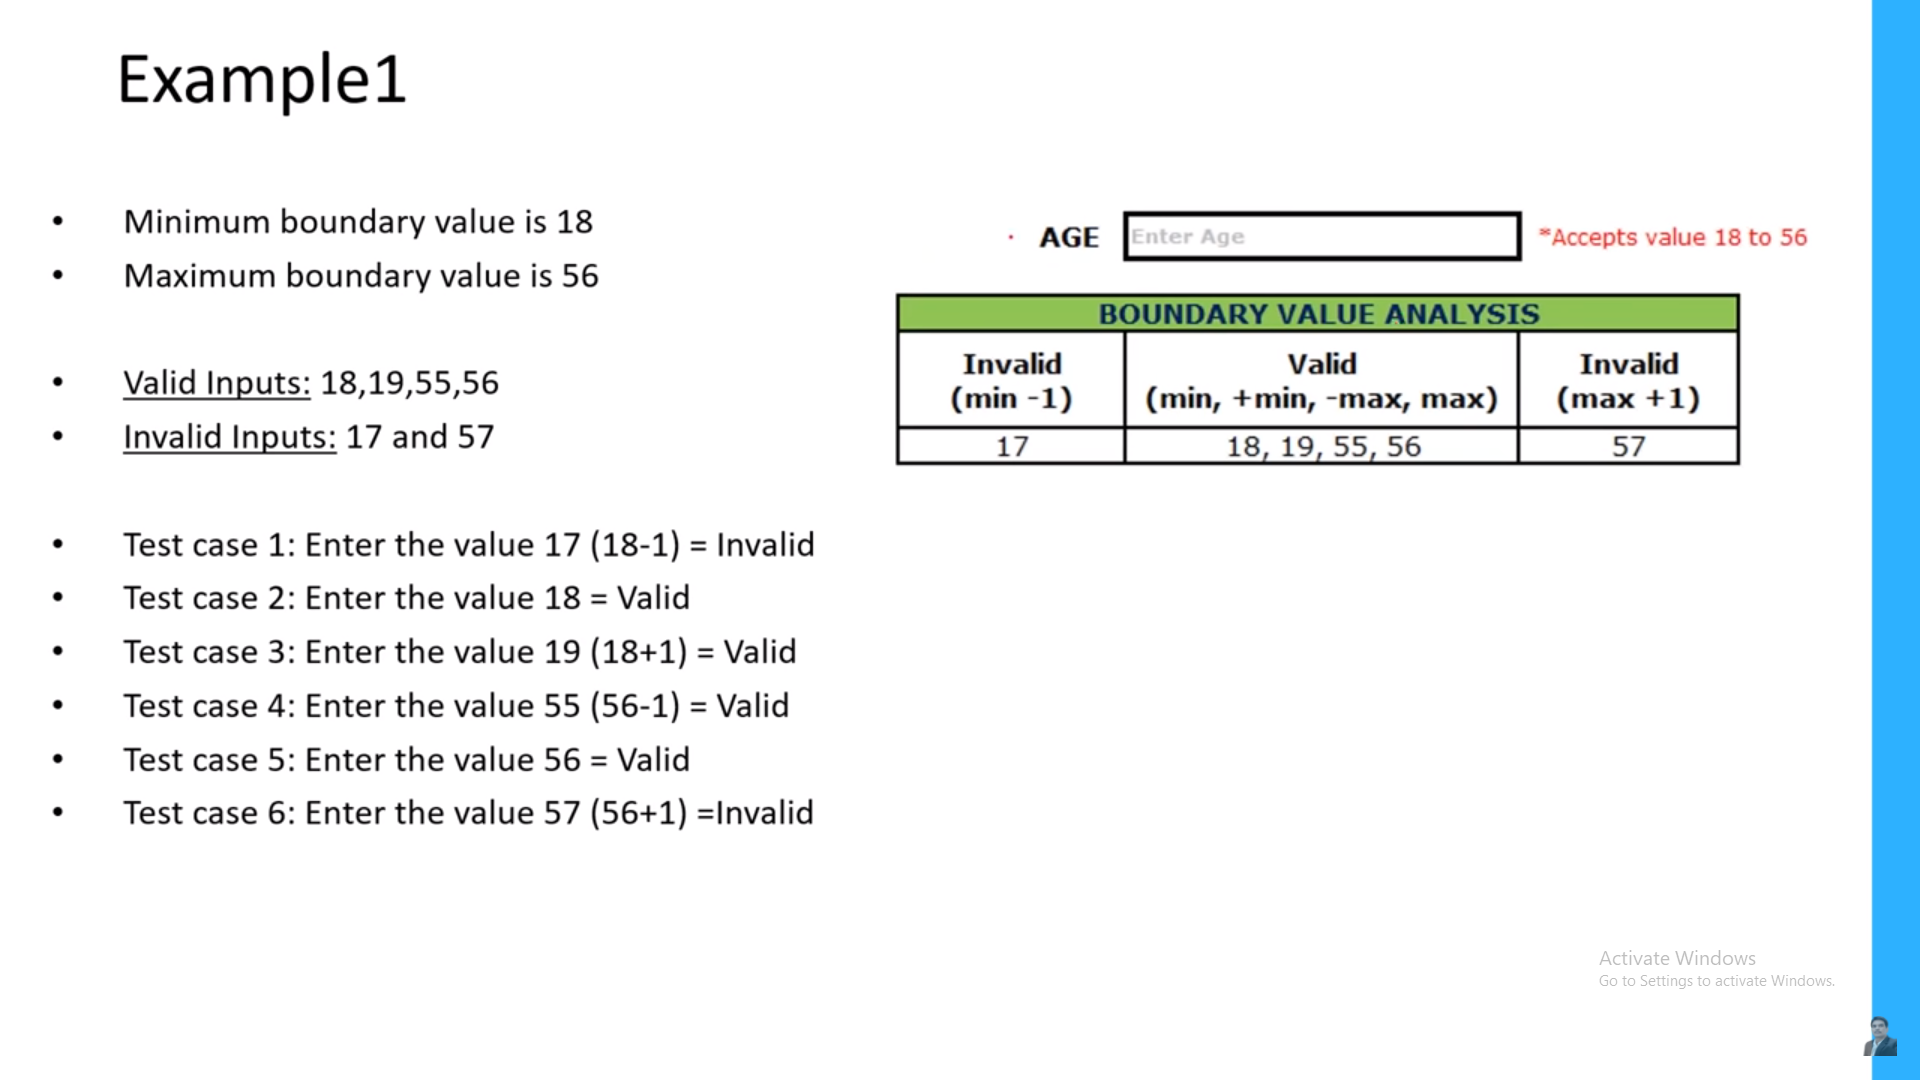 Example1
• Minimum boundary value is 18
• Maximum boundary value is 56
• Valid Inputs: 18,19,55,56
• Invalid Inputs: 17 and 57
• Test case 1: Enter the value 17 (18-1) = Invalid
• Test case 2: Enter the value 18 = Valid
• Test case 3: Enter the value 19 (18+1) = Valid
• Test case 4: Enter the value 55 (56-1) = Valid
• Test case 5: Enter the value 56 = Valid
• Test case 6: Enter the value 57 (56+1) =Invalid
AGE Enter Age *Accepts value 18 to 56
BOUNDARY VALUE ANALYSIS
Invalid Valid Invalid
(min -1) (min, +min, -max, max) (max +1)
17 18, 19, 55, 56 57
Activate Windows
Go to Settings to activate Windows.